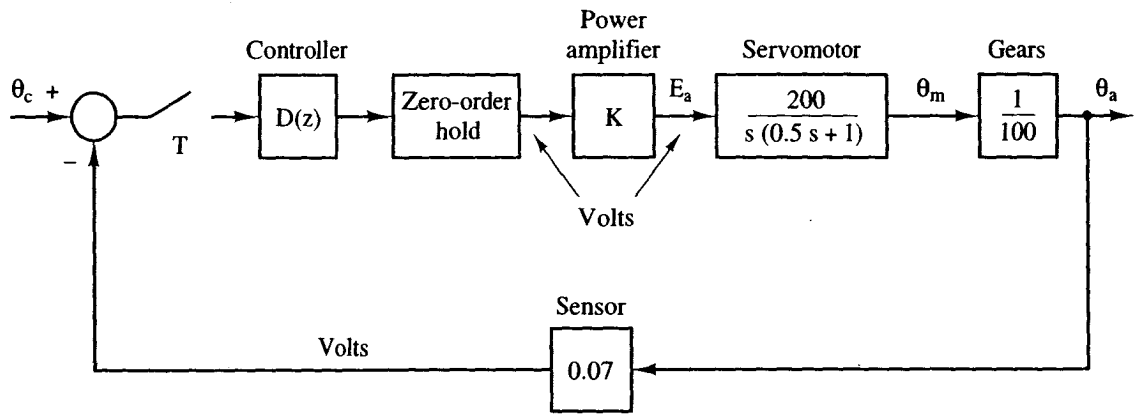 Power
Controller amplifier Servomotor Gears
θc + Zero-order Ea 200 θm 1 θa
D(z) hold K s (0.5 s + 1) 100
T
−
Volts
Sensor
Volts
0.07